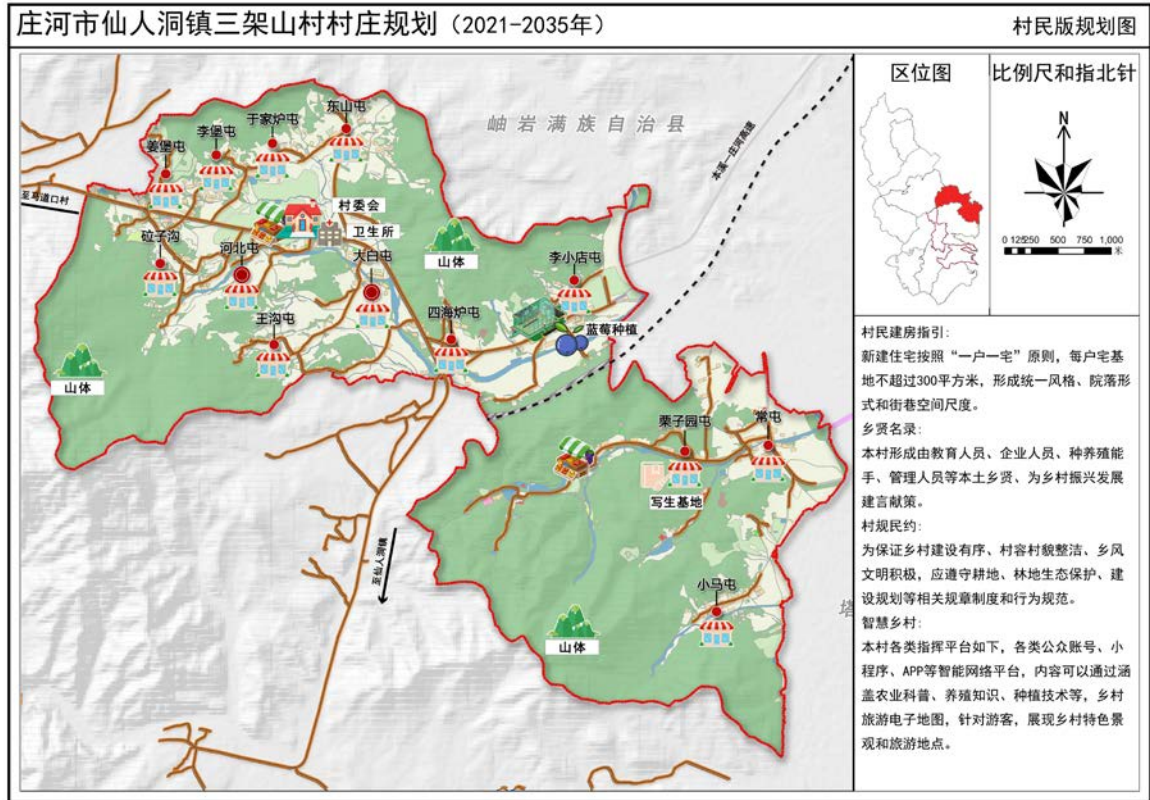 庄河市仙人洞镇三架山村村庄规划（2021-2035年）
村民版规划图
岫岩满族自治县
本溪—庄河高速
东山屯
于家炉屯
李堡屯
姜堡屯
村委会
卫生所
砬子沟
河北屯
大白屯
山体
李小店屯
四海炉屯
蓝莓种植
王沟屯
山体
栗子园屯
常屯
写生基地
至仙人洞镇
小马屯
山体
塔
区位图
比例尺和指北针
N
0 125250 500 750 1,000
米
村民建房指引：
新建住宅按照“一户一宅”原则，每户宅基
地不超过300平方米，形成统一风格、院落形
式和街巷空间尺度。
乡贤名录：
本村形成由教育人员、企业人员、种养殖能
手、管理人员等本土乡贤、为乡村振兴发展
建言献策。
村规民约：
为保证乡村建设有序、村容村貌整洁、乡风
文明积极，应遵守耕地、林地生态保护、建
设规划等相关规章制度和行为规范。
智慧乡村：
本村各类指挥平台如下，各类公众账号、小
程序、APP等智能网络平台，内容可以通过涵
盖农业科普、养殖知识、种植技术等，乡村
旅游电子地图，针对游客，展现乡村特色景
观和旅游地点。